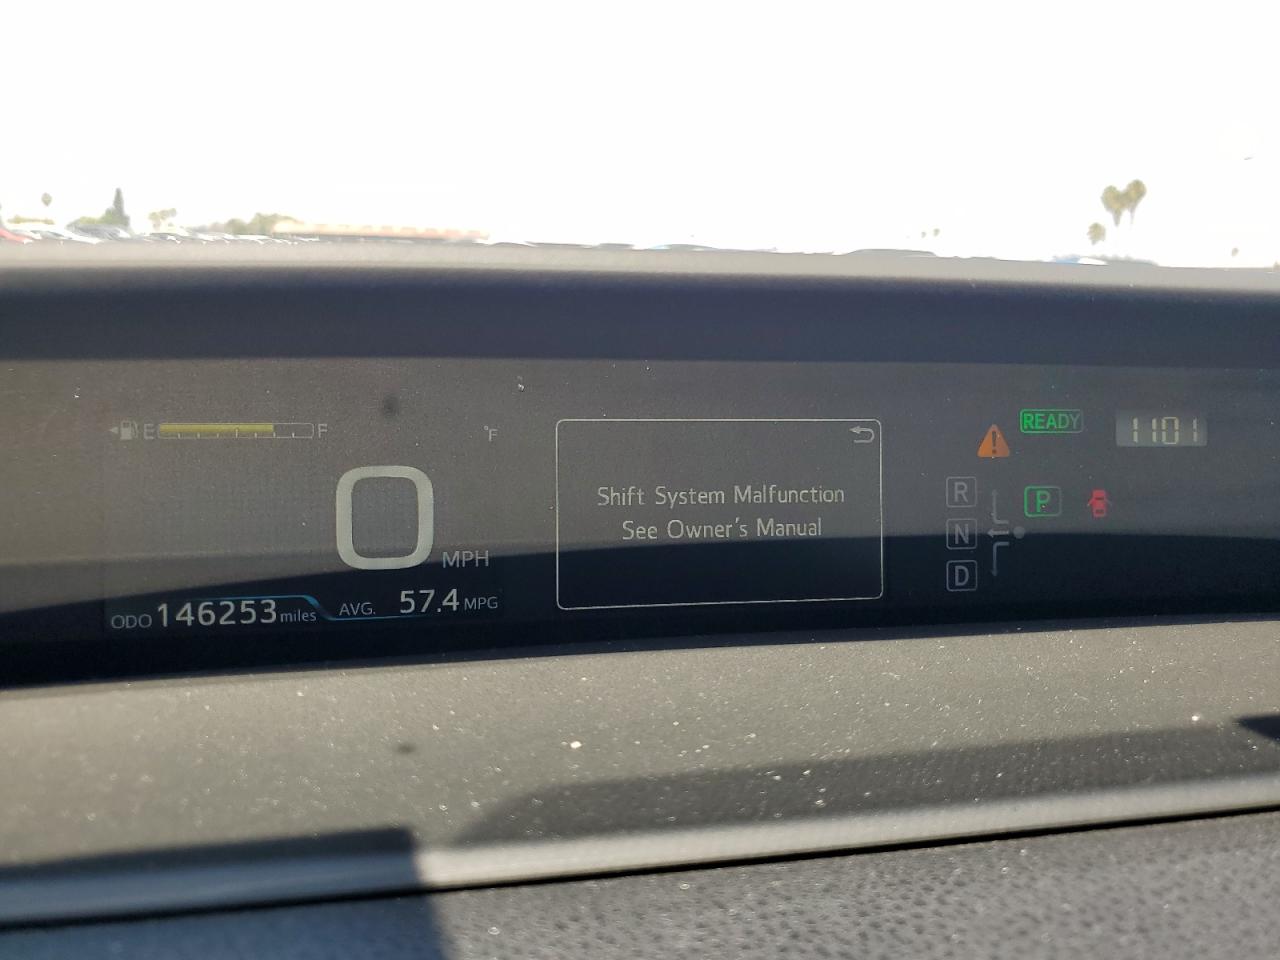 E F
°F
0 MPH
ODO 146253 miles
AVG. 57.4 MPG
Shift System Malfunction
See Owner's Manual
READY
1101
R
P
N
D